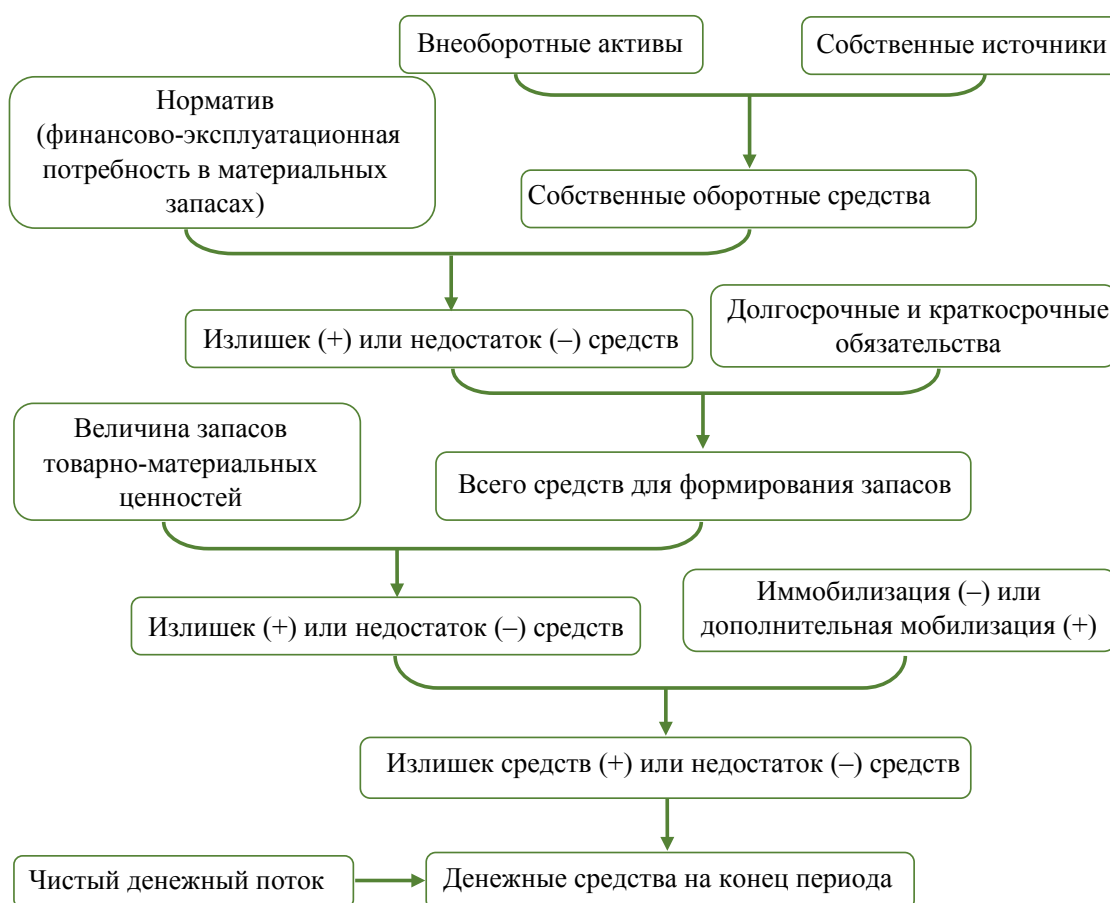 Внеоборотные активы
Собственные источники
Норматив
(финансово-эксплуатационная
потребность в материальных
запасах)
Собственные оборотные средства
Излишек (+) или недостаток (–) средств
Долгосрочные и краткосрочные
обязательства
Величина запасов
товарно-материальных
ценностей
Всего средств для формирования запасов
Излишек (+) или недостаток (–) средств
Иммобилизация (–) или
дополнительная мобилизация (+)
Излишек средств (+) или недостаток (–) средств
Чистый денежный поток
Денежные средства на конец периода